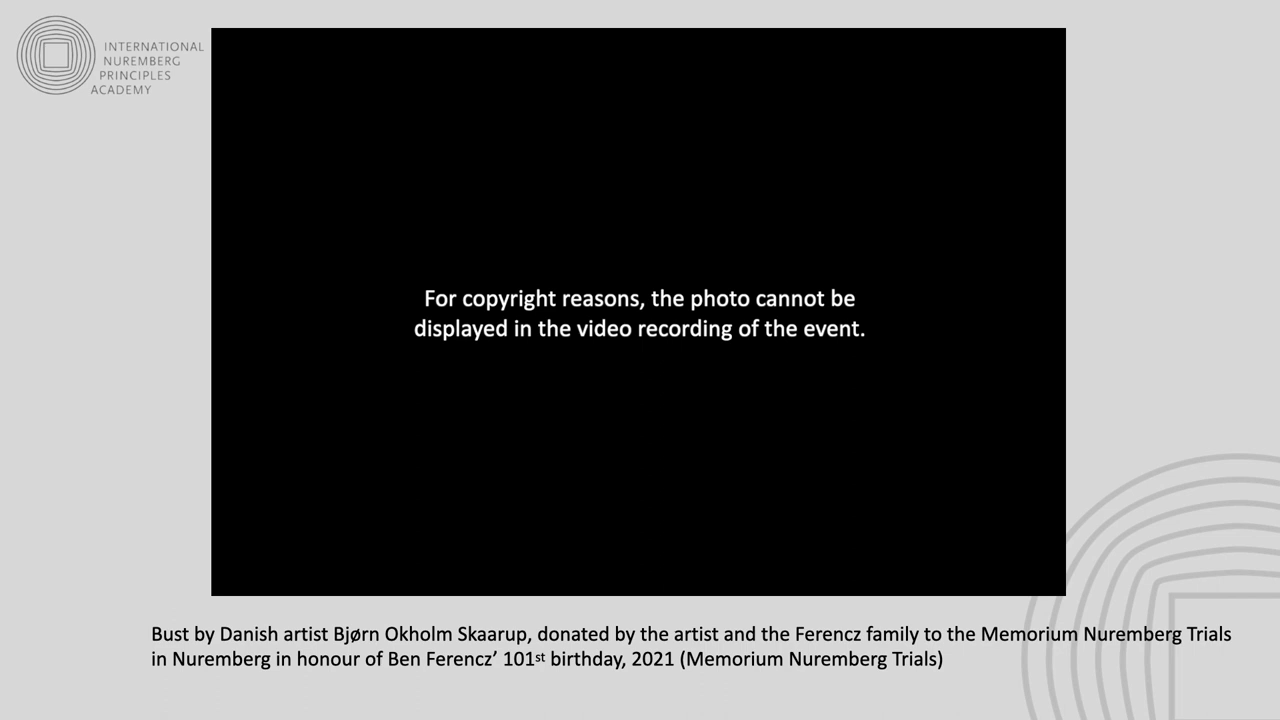 INTERNATIONAL
NUREMBERG
PRINCIPLES
ACADEMY
For copyright reasons, the photo cannot be
displayed in the video recording of the event.
Bust by Danish artist Bjørn Okholm Skaarup, donated by the artist and the Ferencz family to the Memorium Nuremberg Trials
in Nuremberg in honour of Ben Ferencz’ 101st birthday, 2021 (Memorium Nuremberg Trials)